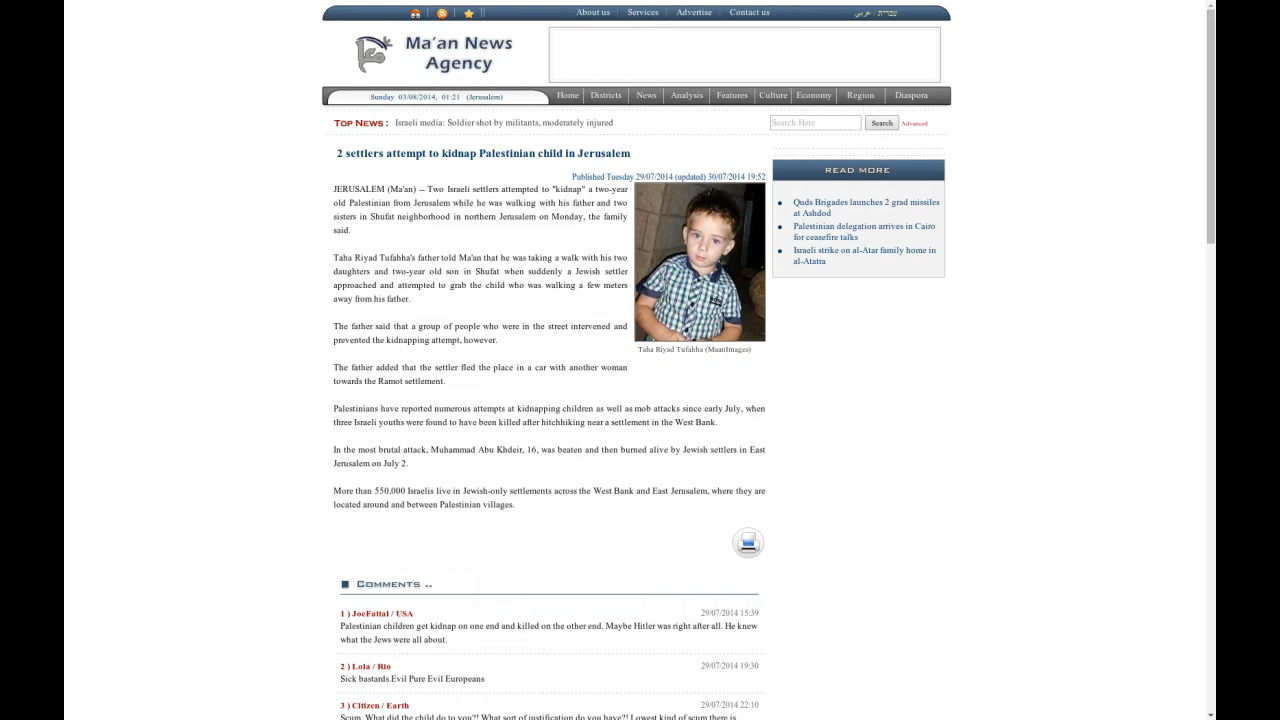 About us
Services
Advertise
Contact us
עברית
عربي
Ma'an News
Agency
Sunday 03/08/2014, 01:21 (Jerusalem)
Home
Districts
News
Analysis
Features
Culture
Economy
Region
Diaspora
Top News :
Israeli media: Soldier shot by militants, moderately injured
Search Here
Search
Advanced
2 settlers attempt to kidnap Palestinian child in Jerusalem
Published Tuesday 29/07/2014 (updated) 30/07/2014 19:52
JERUSALEM (Ma'an) -- Two Israeli settlers attempted to "kidnap" a two-year
old Palestinian from Jerusalem while he was walking with his father and two
sisters in Shufat neighborhood in northern Jerusalem on Monday, the family
said.
Taha Riyad Tufahha's father told Ma'an that he was taking a walk with his two
daughters and two-year old son in Shufat when suddenly a Jewish settler
approached and attempted to grab the child who was walking a few meters
away from his father.
The father said that a group of people who were in the street intervened and
prevented the kidnapping attempt, however.
The father added that the settler fled the place in a car with another woman
towards the Ramot settlement.
Taha Riyad Tufahha (MaanImages)
Palestinians have reported numerous attempts at kidnapping children as well as mob attacks since early July, when
three Israeli youths were found to have been killed after hitchhiking near a settlement in the West Bank.
In the most brutal attack, Muhammad Abu Khdeir, 16, was beaten and then burned alive by Jewish settlers in East
Jerusalem on July 2.
More than 550,000 Israelis live in Jewish-only settlements across the West Bank and East Jerusalem, where they are
located around and between Palestinian villages.
READ MORE
Quds Brigades launches 2 grad missiles
at Ashdod
Palestinian delegation arrives in Cairo
for ceasefire talks
Israeli strike on al-Atar family home in
al-Atatra
Comments ..
1 ) JoeFattal / USA
29/07/2014 15:39
Palestinian children get kidnap on one end and killed on the other end. Maybe Hitler was right after all. He knew
what the Jews were all about.
2 ) Lola / Rio
29/07/2014 19:30
Sick bastards.Evil Pure Evil Europeans
3 ) Citizen / Earth
29/07/2014 22:10
Scum. What did the child do to you?! What sort of justification do you have?! Lowest kind of scum there is.